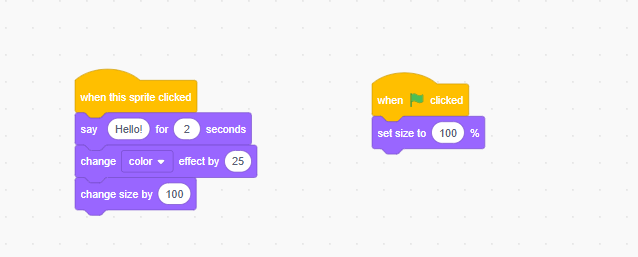 when this sprite clicked
say Hello! for 2 seconds
change color effect by 25
change size by 100
when clicked
set size to 100 %